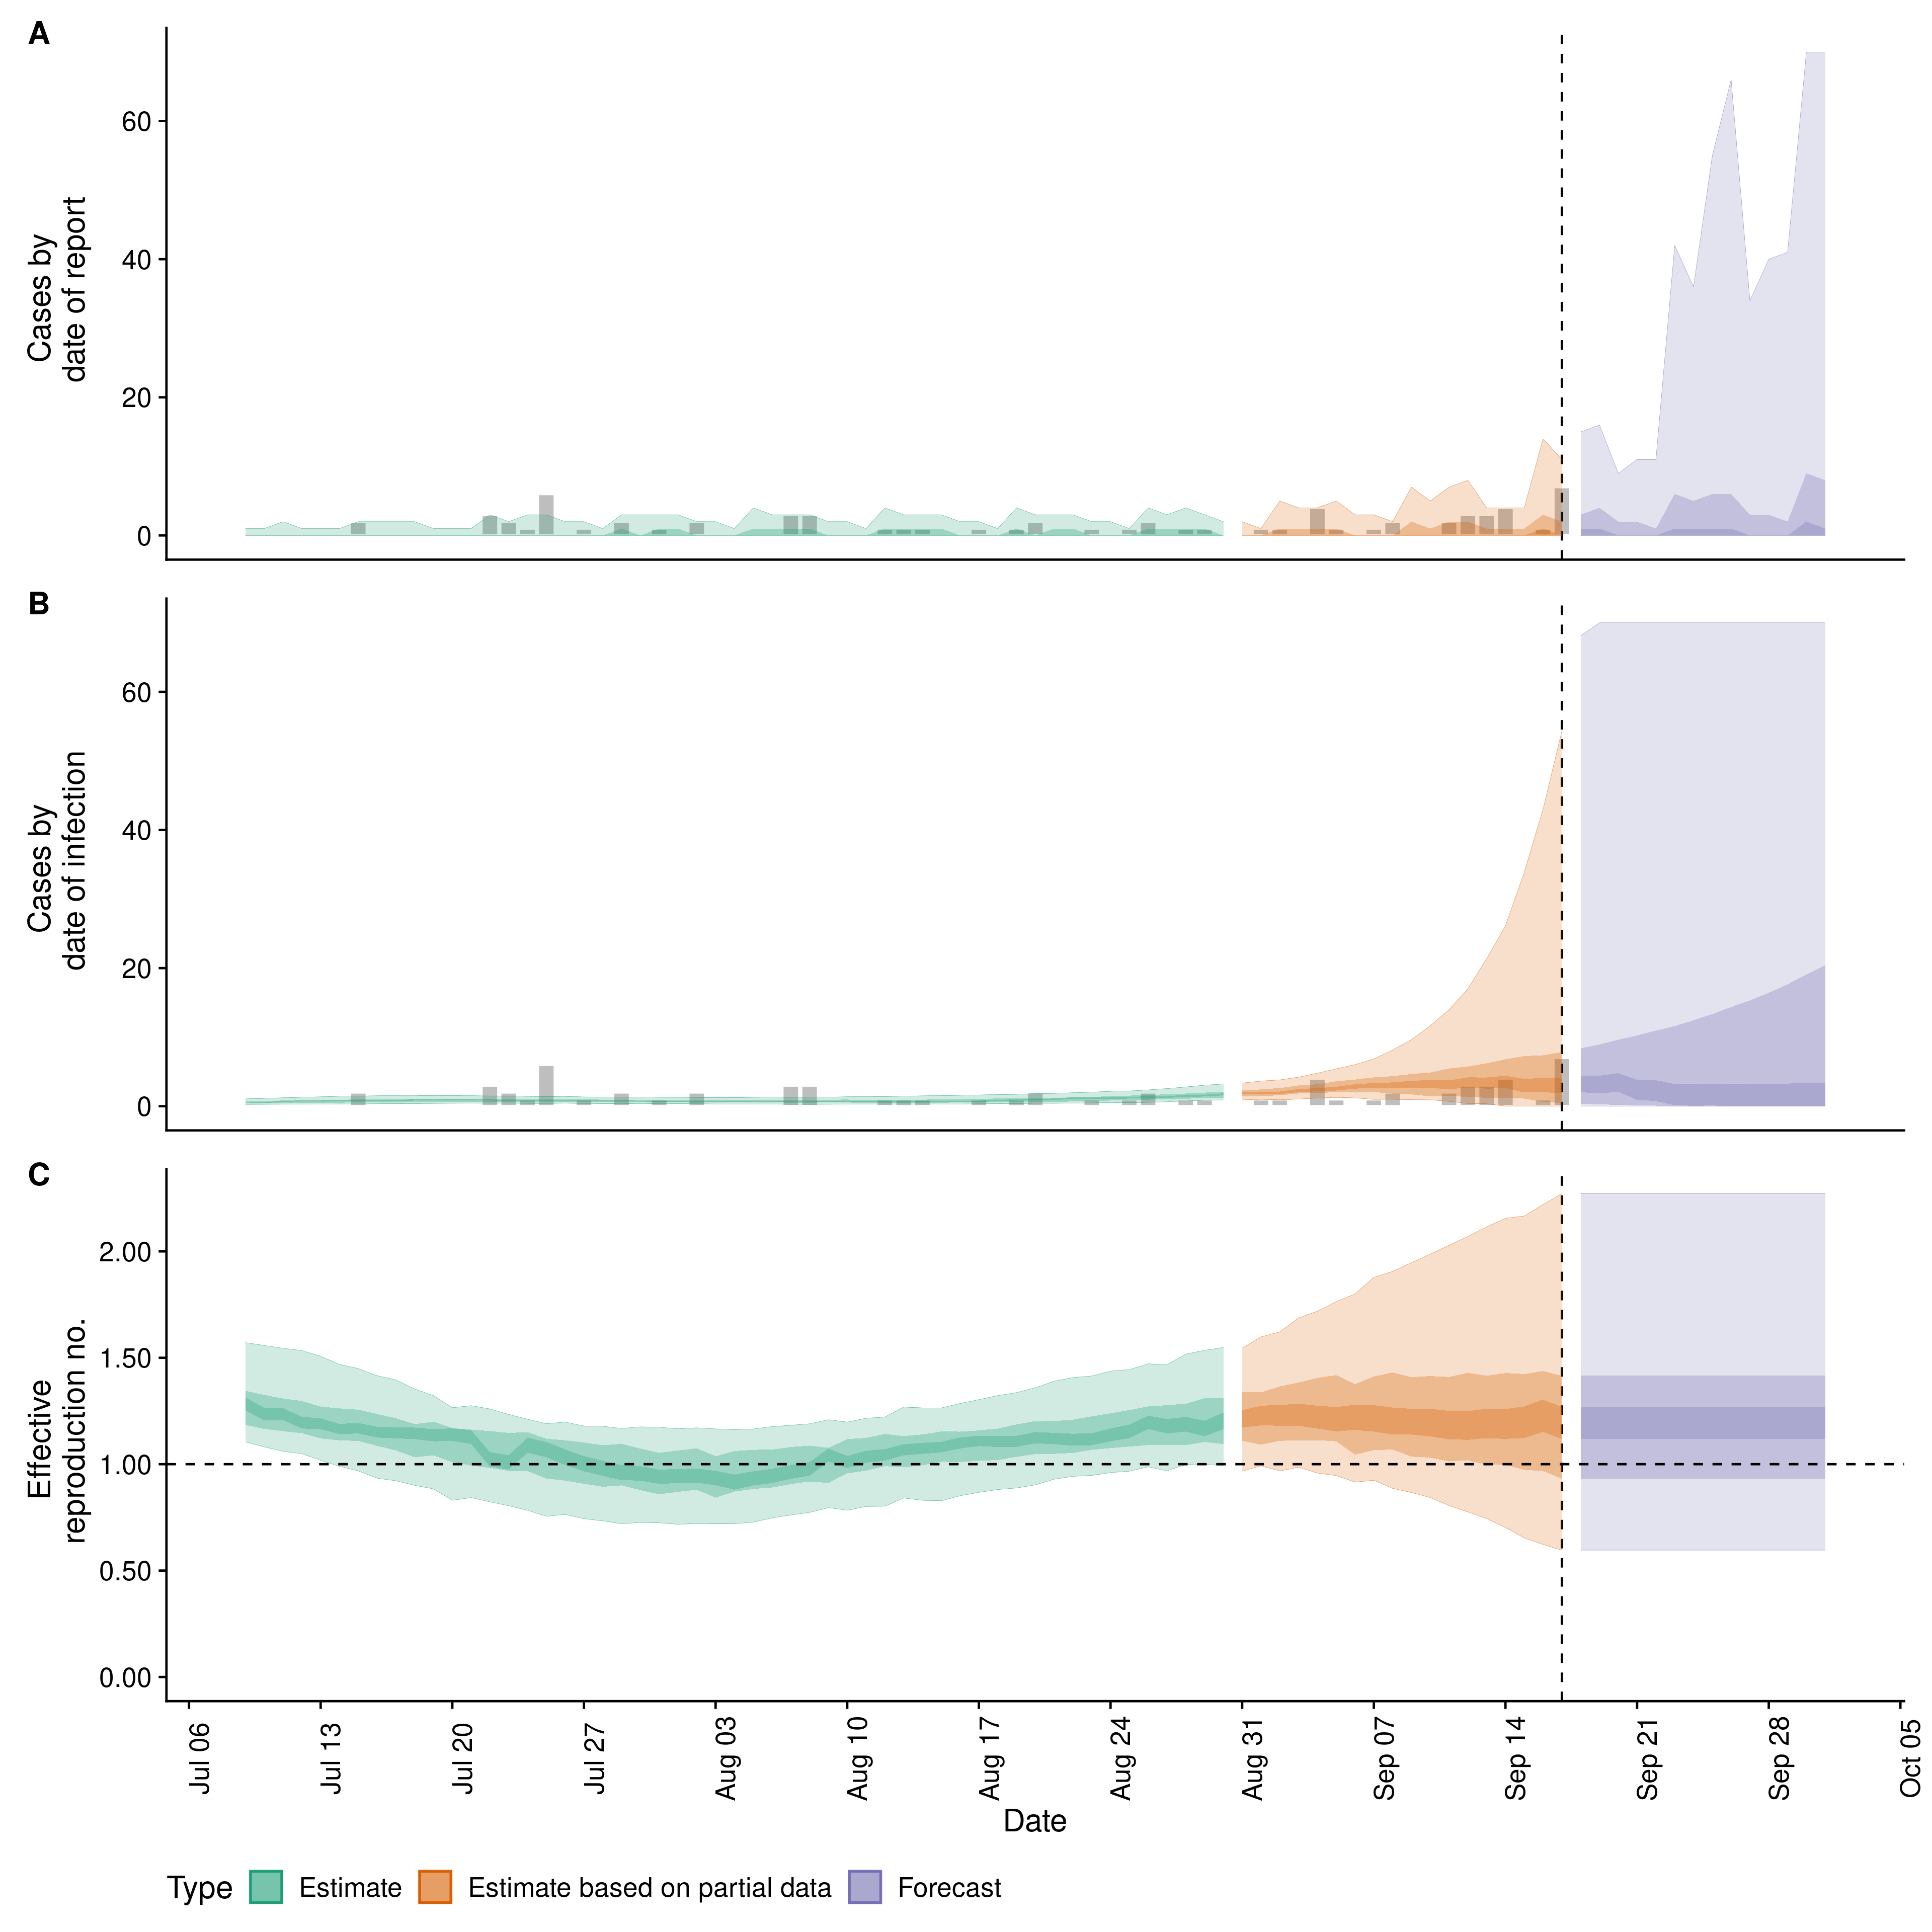 A
Cases by
date of report
60
40
20
0
B
Cases by
date of infection
60
40
20
0
C
Effective
reproduction no.
2.00
1.50
1.00
0.50
0.00
Jul 06
Jul 13
Jul 20
Jul 27
Aug 03
Aug 10
Aug 17
Aug 24
Aug 31
Sep 07
Sep 14
Sep 21
Sep 28
Oct 05
Date
Type Estimate Estimate based on partial data Forecast